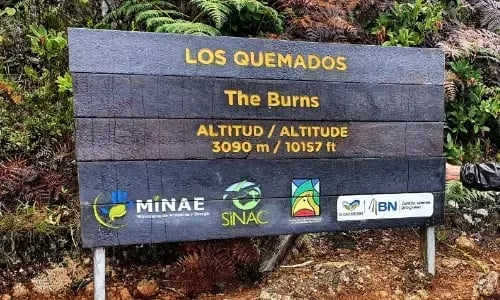 LOS QUEMADOS
The Burns
ALTITUD / ALTITUDE
3090 m / 10157 ft
MiNAE
SINAC
BN